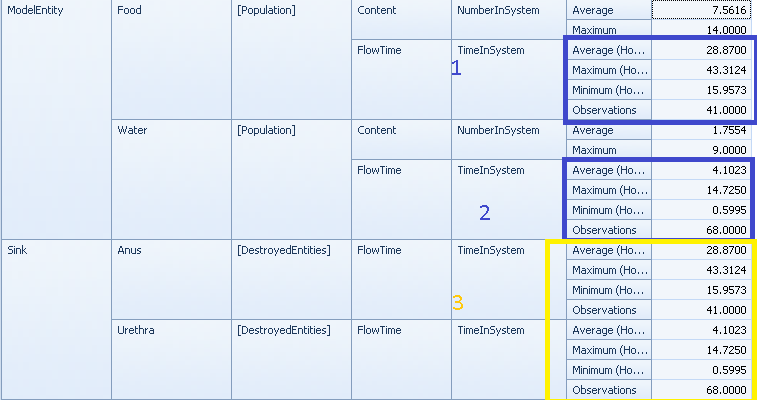 ModelEntity Food [Population] Content NumberInSystem Average 7.5616
Maximum 14.0000
FlowTime TimeInSystem Average (Ho... 28.8700
1 Maximum (Ho... 43.3124
Minimum (Ho... 15.9573
Observations 41.0000
Water [Population] Content NumberInSystem Average 1.7554
Maximum 9.0000
FlowTime TimeInSystem Average (Ho... 4.1023
Maximum (Ho... 14.7250
2 Minimum (Ho... 0.5995
Observations 68.0000
Sink Anus [DestroyedEntities] FlowTime TimeInSystem Average (Ho... 28.8700
Maximum (Ho... 43.3124
3 Minimum (Ho... 15.9573
Observations 41.0000
Urethra [DestroyedEntities] FlowTime TimeInSystem Average (Ho... 4.1023
Maximum (Ho... 14.7250
Minimum (Ho... 0.5995
Observations 68.0000